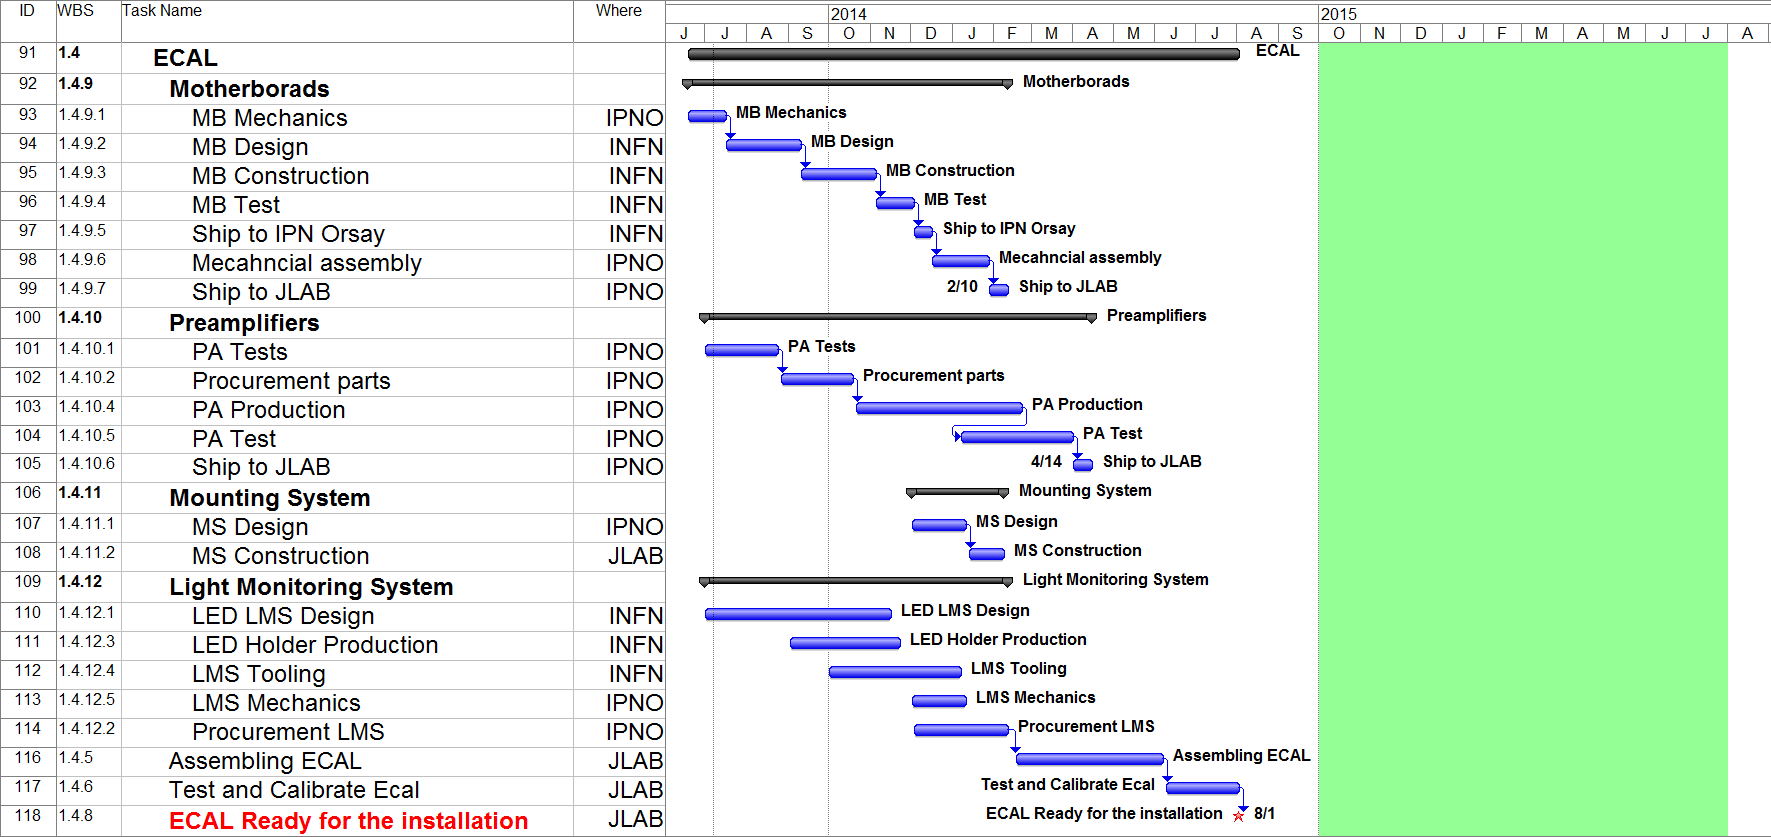 ID WBS Task Name Where 2014 2015
J J A S O N D J F M A M J J A S O N D J F M A M J J A
91 1.4 ECAL ECAL
92 1.4.9 Motherborads Motherborads
93 1.4.9.1 MB Mechanics IPNO MB Mechanics
94 1.4.9.2 MB Design INFN MB Design
95 1.4.9.3 MB Construction INFN MB Construction
96 1.4.9.4 MB Test INFN MB Test
97 1.4.9.5 Ship to IPN Orsay INFN Ship to IPN Orsay
98 1.4.9.6 Mecahncial assembly IPNO Mecahncial assembly
99 1.4.9.7 Ship to JLAB IPNO 2/10 Ship to JLAB
100 1.4.10 Preamplifiers Preamplifiers
101 1.4.10.1 PA Tests IPNO PA Tests
102 1.4.10.2 Procurement parts IPNO Procurement parts
103 1.4.10.4 PA Production IPNO PA Production
104 1.4.10.5 PA Test IPNO PA Test
105 1.4.10.6 Ship to JLAB IPNO 4/14 Ship to JLAB
106 1.4.11 Mounting System Mounting System
107 1.4.11.1 MS Design IPNO MS Design
108 1.4.11.2 MS Construction JLAB MS Construction
109 1.4.12 Light Monitoring System Light Monitoring System
110 1.4.12.1 LED LMS Design INFN LED LMS Design
111 1.4.12.3 LED Holder Production INFN LED Holder Production
112 1.4.12.4 LMS Tooling INFN LMS Tooling
113 1.4.12.5 LMS Mechanics IPNO LMS Mechanics
114 1.4.12.2 Procurement LMS IPNO Procurement LMS
116 1.4.5 Assembling ECAL JLAB Assembling ECAL
117 1.4.6 Test and Calibrate Ecal JLAB Test and Calibrate Ecal
118 1.4.8 ECAL Ready for the installation JLAB ECAL Ready for the installation 8/1